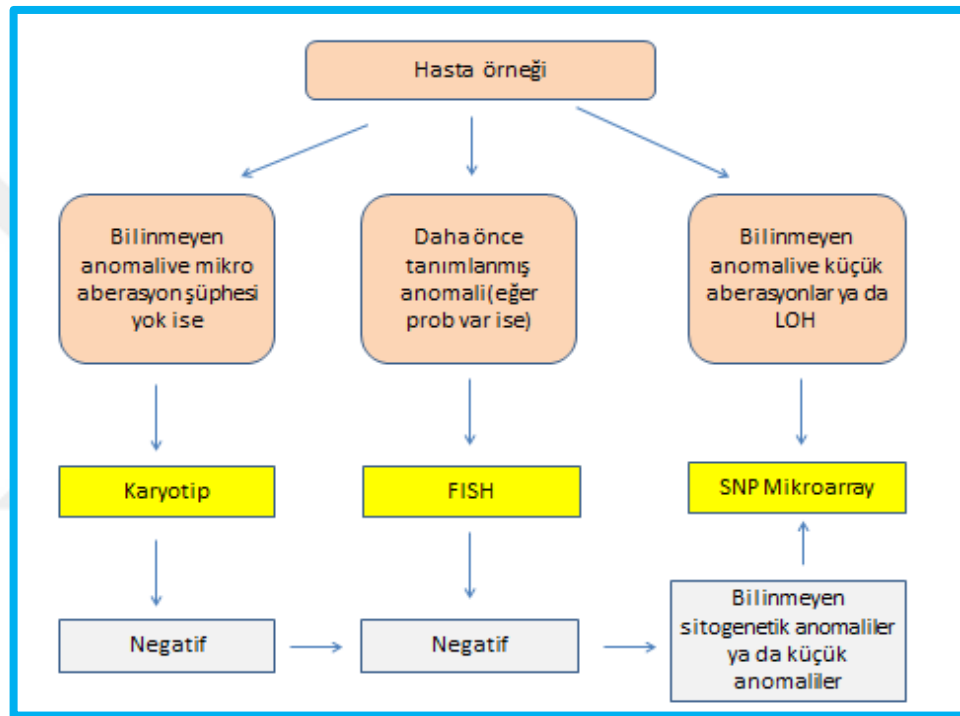 Hasta örneği
Bilinmeyen
anomalive mikro
aberasyon şüphesi
yok ise
Daha önce
tanımlanmış
anomali (eğer
prob var ise)
Bilinmeyen
anomalive küçük
aberasyonlar ya da
LOH
Karyotip
FISH
SNP Mikroarray
Negatif
Negatif
Bilinmeyen
sitogenetik anomaliler
ya da küçük
anomaliler